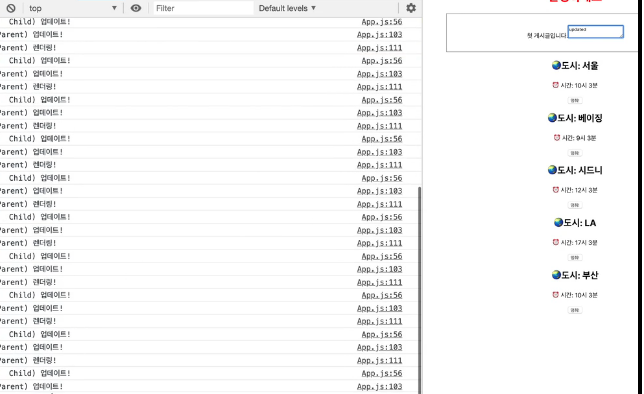 top ▼ Filter Default levels ▼
Child) 업데이트! App.js:56
Parent) 업데이트! App.js:103
Parent) 렌더링! App.js:111
Child) 업데이트! App.js:56
Parent) 업데이트! App.js:103
Parent) 렌더링! App.js:111
Child) 업데이트! App.js:56
Parent) 업데이트! App.js:103
Parent) 렌더링! App.js:111
Child) 업데이트! App.js:56
Parent) 업데이트! App.js:103
Parent) 렌더링! App.js:111
Child) 업데이트! App.js:56
Parent) 업데이트! App.js:103
Parent) 렌더링! App.js:111
Child) 업데이트! App.js:56
Parent) 업데이트! App.js:103
Parent) 렌더링! App.js:111
Child) 업데이트! App.js:56
Parent) 업데이트! App.js:103
Parent) 렌더링! App.js:111
Child) 업데이트! App.js:56
Parent) 업데이트! App.js:103
Parent) 렌더링! App.js:111
Child) 업데이트! App.js:56
Parent) 업데이트! App.js:103
Parent) 렌더링! App.js:111
Child) 업데이트! App.js:56
Parent) 업데이트! App.js:103
첫 게시글입니다 updated
도시: 서울
시간: 10시 3분
도시: 베이징
시간: 9시 3분
도시: 시드니
시간: 12시 3분
도시: LA
시간: 17시 3분
도시: 부산
시간: 10시 3분